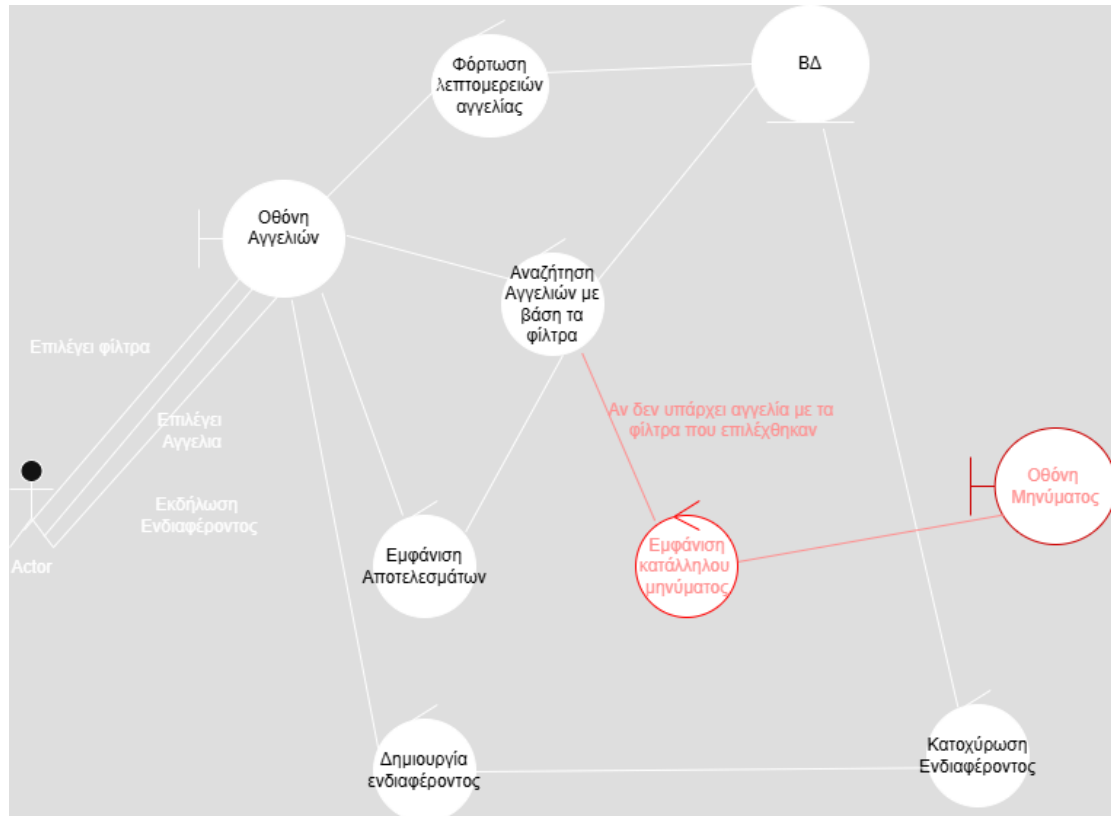 Φόρτωση
λεπτομερειών
αγγελίας
ΒΔ
Οθόνη
Αγγελιών
Αναζήτηση
Αγγελιών με
βάση τα
φίλτρα
Επιλέγει φίλτρα
Επιλέγει
Αγγελια
Αν δεν υπάρχει αγγελία με τα
φίλτρα που επιλέχθηκαν
Οθόνη
Μηνύματος
Εκδήλωση
Ενδιαφέροντος
Actor
Εμφάνιση
Αποτελεσμάτων
Εμφάνιση
κατάλληλου
μηνύματος
Δημιουργία
ενδιαφέροντος
Κατοχύρωση
Ενδιαφέροντος